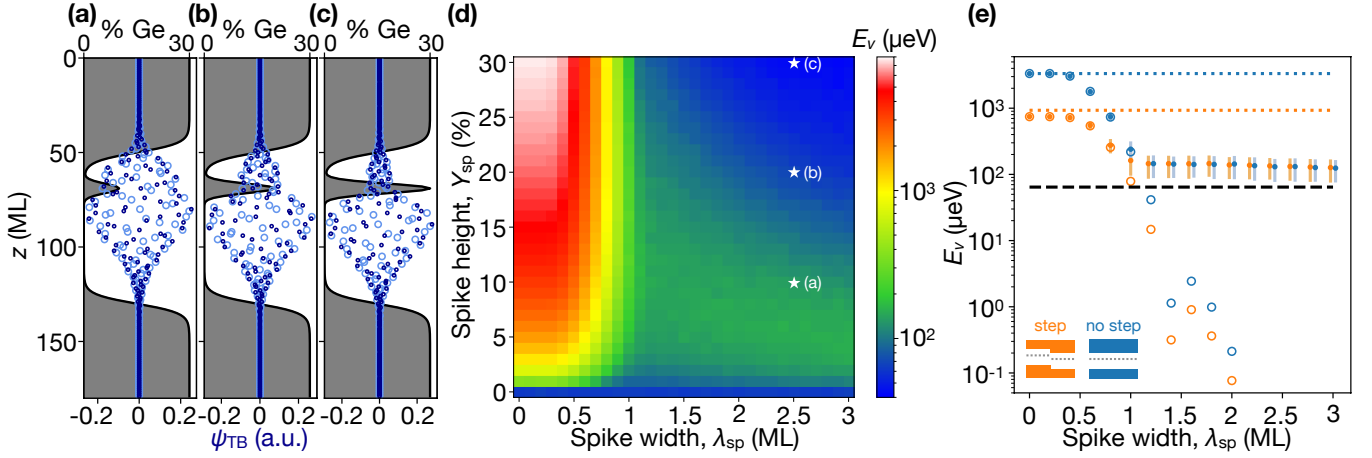 (a) % Ge
0 30
(b) % Ge
0 30
(c) % Ge
0 30
0
50
100
150
z (ML)
-0.2 0 0.2
-0.2 0 0.2
-0.2 0 0.2
ψTB (a.u.)
(d)
Ev (μeV)
30
25
20
15
10
5
0
Spike height, Ysp (%)
(c)
(b)
(a)
10³
10²
0 0.5 1 1.5 2 2.5 3
Spike width, λsp (ML)
(e)
10³
10²
10¹
10⁰
10⁻¹
Ev (μeV)
step no step
0 0.5 1 1.5 2 2.5 3
Spike width, λsp (ML)